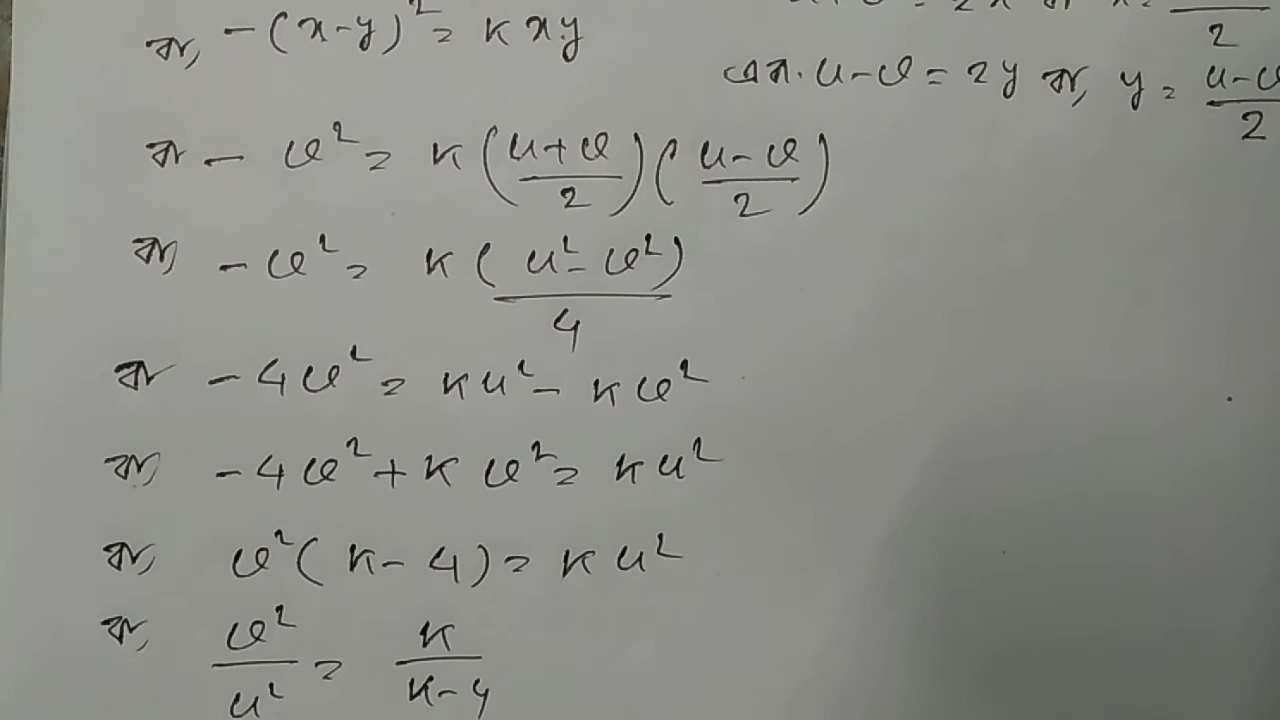 বা, -(x-y)² = kxy
u-v = 2y বা, y = u-v/2
বা -v² = k(u+v/2)(u-v/2)
বা, -v² = k(u²-v²)/4
বা -4v² = ku² - kv²
বা, -4v² + kv² = ku²
বা, v²(k-4) = ku²
বা, v²/u² = k/k-4